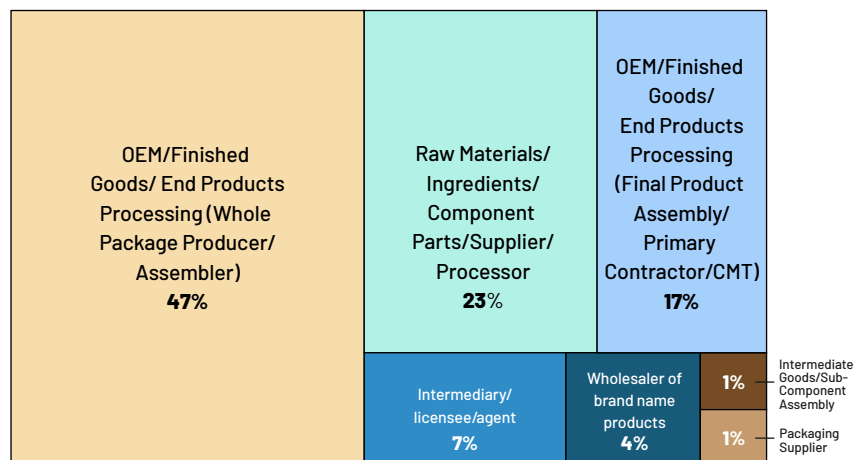 OEM/Finished
Goods/ End Products
Processing (Whole
Package Producer/
Assembler)
47%
Raw Materials/
Ingredients/
Component
Parts/Supplier/
Processor
23%
OEM/Finished
Goods/
End Products
Processing
(Final Product
Assembly/
Primary
Contractor/CMT)
17%
Intermediary/
licensee/agent
7%
Wholesaler of
brand name
products
4%
1%
Intermediate
Goods/Sub-
Component
Assembly
1%
Packaging
Supplier